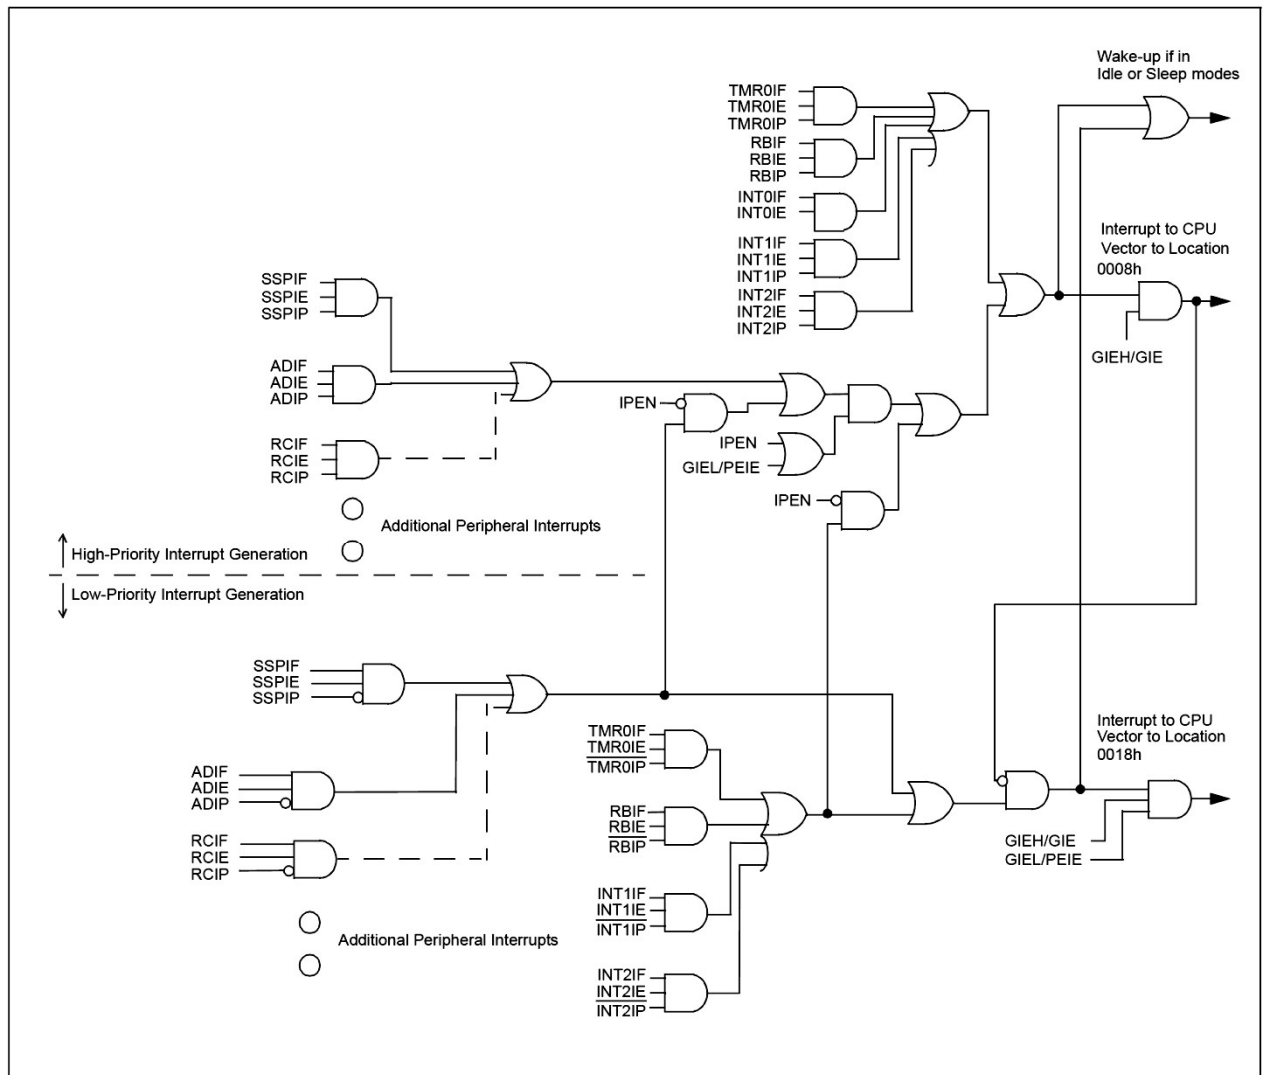 Wake-up if in
Idle or Sleep modes
TMR0IF
TMR0IE
TMR0IP
RBIF
RBIE
RBIP
INT0IF
INT0IE
INT1IF
INT1IE
INT1IP
INT2IF
INT2IE
INT2IP
Interrupt to CPU
Vector to Location
0008h
GIEH/GIE
SSPIF
SSPIE
SSPIP
ADIF
ADIE
ADIP
RCIF
RCIE
RCIP
IPEN
IPEN
GIEL/PEIE
IPEN
Additional Peripheral Interrupts
High-Priority Interrupt Generation
Low-Priority Interrupt Generation
SSPIF
SSPIE
SSPIP
ADIF
ADIE
ADIP
RCIF
RCIE
RCIP
Additional Peripheral Interrupts
TMR0IF
TMR0IE
TMR0IP
RBIF
RBIE
RBIP
INT1IF
INT1IE
INT1IP
INT2IF
INT2IE
INT2IP
Interrupt to CPU
Vector to Location
0018h
GIEH/GIE
GIEL/PEIE